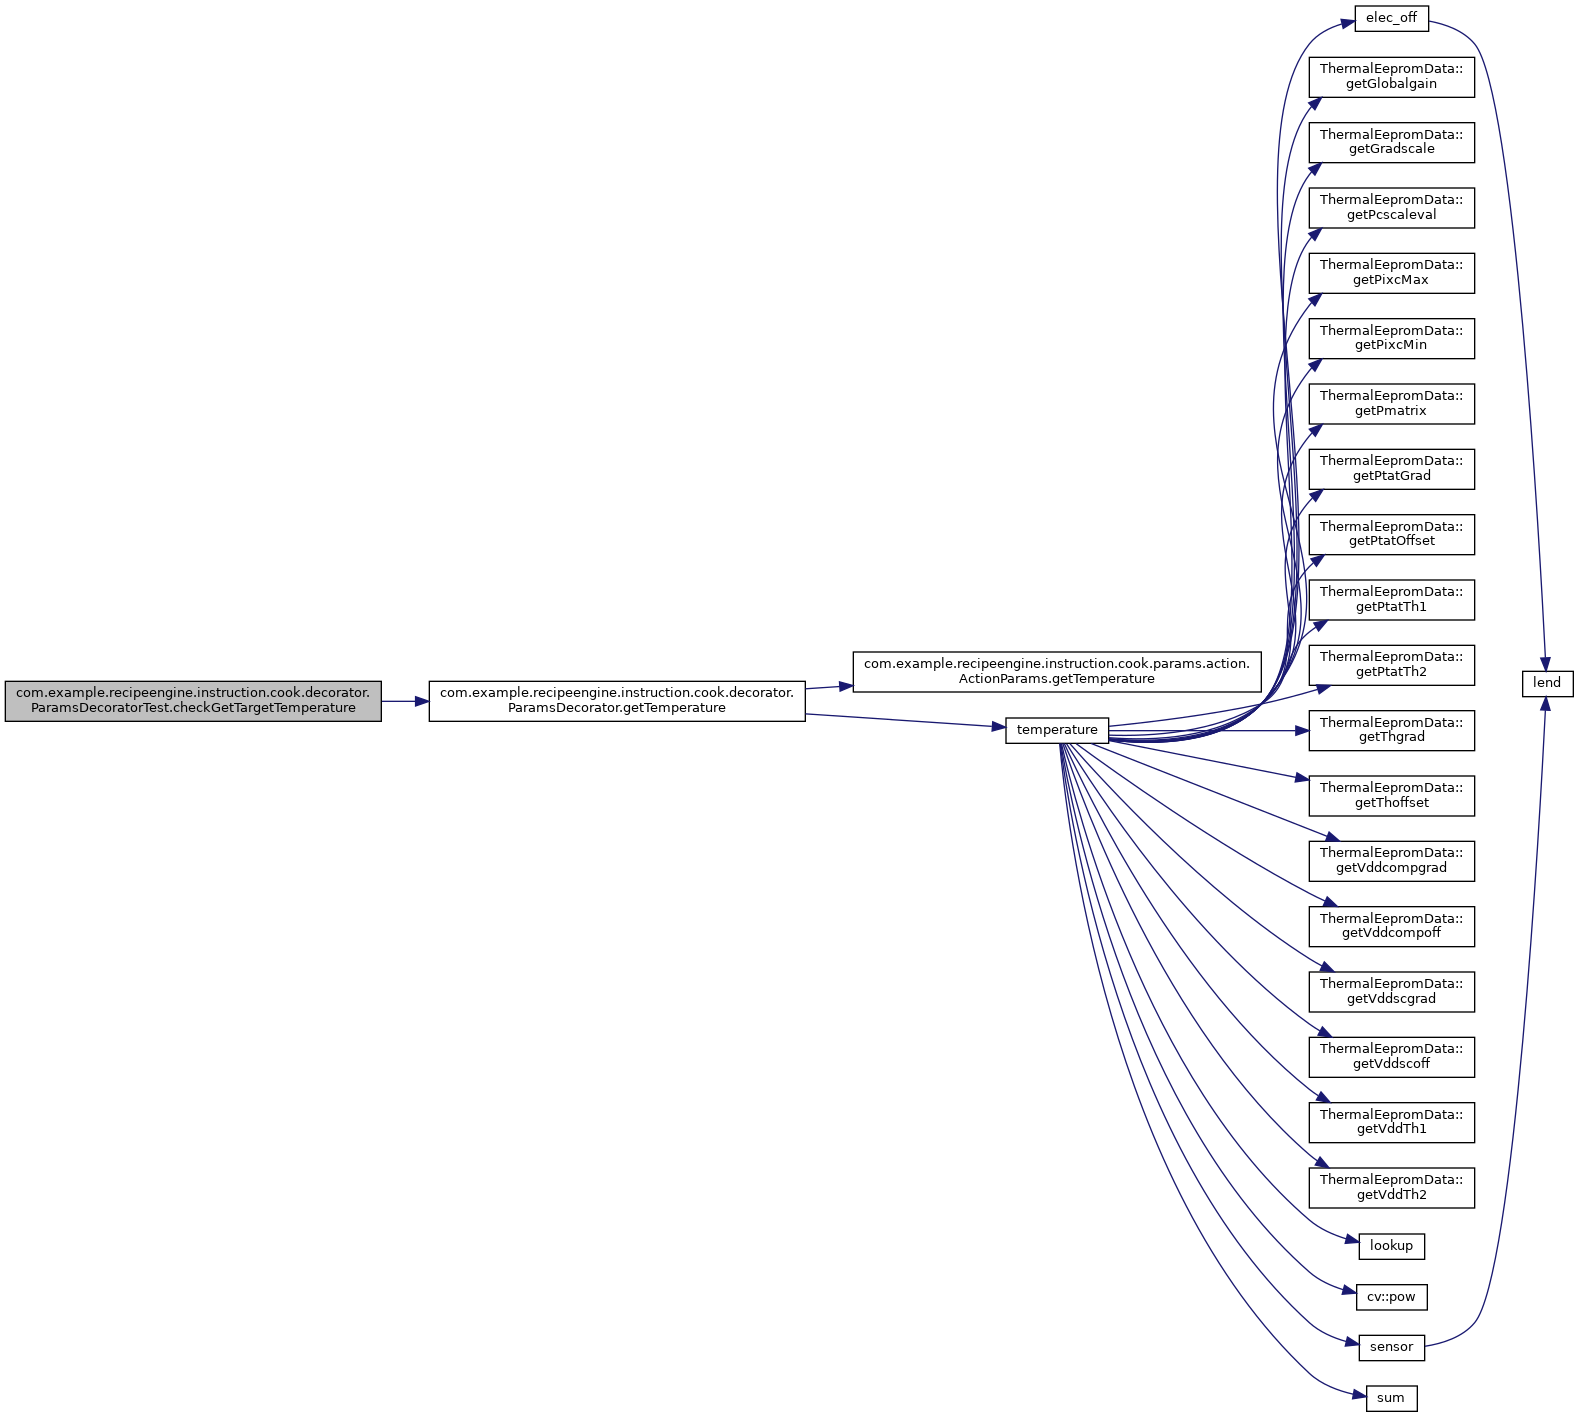 com.example.recipeengine.instruction.cook.decorator.
ParamsDecoratorTest.checkGetTargetTemperature
com.example.recipeengine.instruction.cook.decorator.
ParamsDecorator.getTemperature
com.example.recipeengine.instruction.cook.params.action.
ActionParams.getTemperature
temperature
elec_off
ThermalEepromData::
getGlobalgain
ThermalEepromData::
getGradscale
ThermalEepromData::
getPcscaleval
ThermalEepromData::
getPixcMax
ThermalEepromData::
getPixcMin
ThermalEepromData::
getPmatrix
ThermalEepromData::
getPtatGrad
ThermalEepromData::
getPtatOffset
ThermalEepromData::
getPtatTh1
ThermalEepromData::
getPtatTh2
ThermalEepromData::
getThgrad
ThermalEepromData::
getThoffset
ThermalEepromData::
getVddcompgrad
ThermalEepromData::
getVddcompoff
ThermalEepromData::
getVddscgrad
ThermalEepromData::
getVddscoff
ThermalEepromData::
getVddTh1
ThermalEepromData::
getVddTh2
lookup
cv::pow
sensor
sum
lend